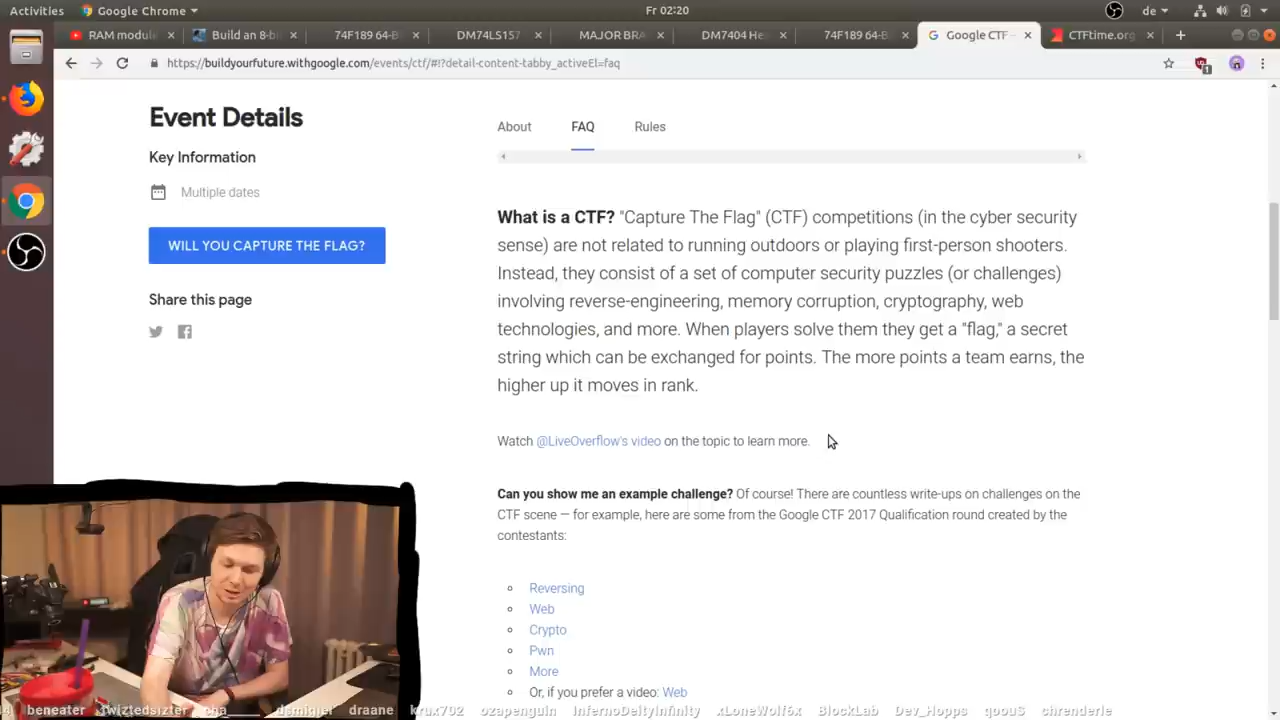 Activities
Google Chrome
Fr 02:20
de
RAM module
Build an 8-b
74F189 64-B
DM74LS157
MAJOR BRA
DM7404 He
74F189 64-B
Google CTF –
CTFtime.org
https://buildyourfuture.withgoogle.com/events/ctf/#!?detail-content-tabby_activeEl=faq
1
Event Details
Key Information
Multiple dates
WILL YOU CAPTURE THE FLAG?
Share this page
About
FAQ
Rules
What is a CTF? "Capture The Flag" (CTF) competitions (in the cyber security
sense) are not related to running outdoors or playing first-person shooters.
Instead, they consist of a set of computer security puzzles (or challenges)
involving reverse-engineering, memory corruption, cryptography, web
technologies, and more. When players solve them they get a "flag," a secret
string which can be exchanged for points. The more points a team earns, the
higher up it moves in rank.
Watch @LiveOverflow's video on the topic to learn more.
Can you show me an example challenge? Of course! There are countless write-ups on challenges on the
CTF scene — for example, here are some from the Google CTF 2017 Qualification round created by the
contestants:
Reversing
Web
Crypto
Pwn
More
Or, if you prefer a video: Web
beneater twizted5izter demiqier draane krux702 ozapenguin InfernoDeityInfinity xLoneWolf6x BlockLab Dev_Hopps qoouS chrenderle